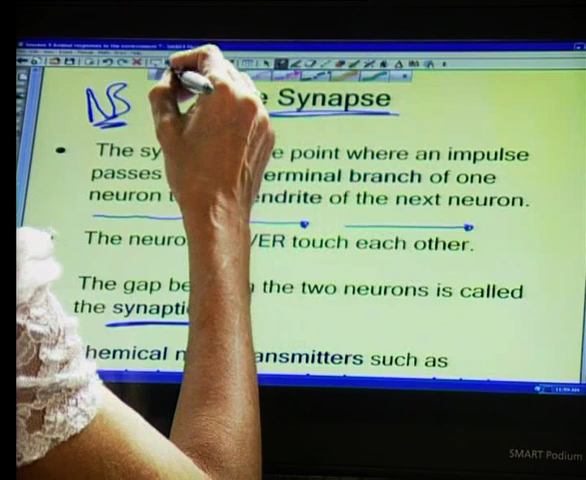 NB e Synapse
• The sy e point where an impulse
passes erminal branch of one
neuron t endrite of the next neuron.
The neuro VER touch each other.
The gap be n the two neurons is called
the synapti
hemical n ansmitters such as
SMART Podium